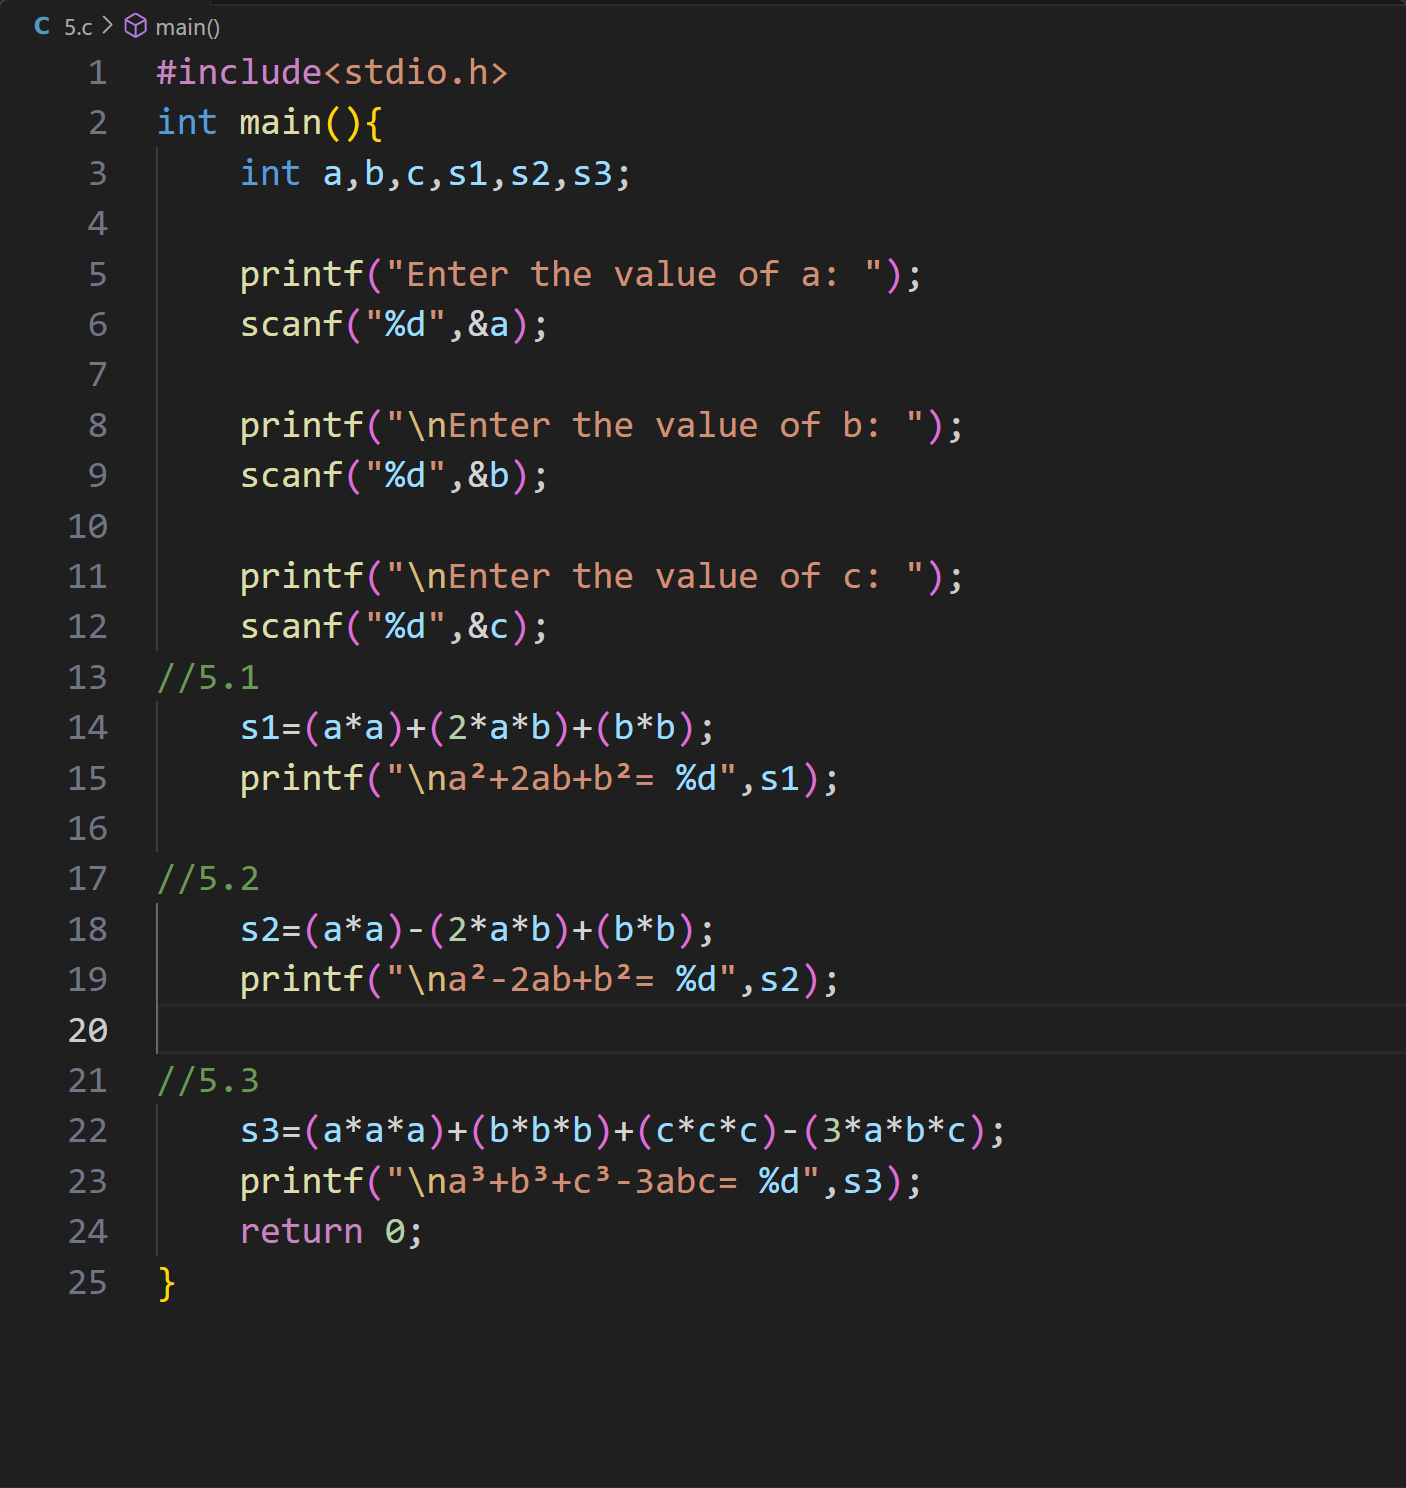 C 5.c > main()
1 #include<stdio.h>
2 int main(){
3     int a,b,c,s1,s2,s3;
4
5     printf("Enter the value of a: ");
6     scanf("%d",&a);
7
8     printf("\nEnter the value of b: ");
9     scanf("%d",&b);
10
11     printf("\nEnter the value of c: ");
12     scanf("%d",&c);
13 //5.1
14     s1=(a*a)+(2*a*b)+(b*b);
15     printf("\na²+2ab+b²= %d",s1);
16
17 //5.2
18     s2=(a*a)-(2*a*b)+(b*b);
19     printf("\na²-2ab+b²= %d",s2);
20
21 //5.3
22     s3=(a*a*a)+(b*b*b)+(c*c*c)-(3*a*b*c);
23     printf("\na³+b³+c³-3abc= %d",s3);
24     return 0;
25 }